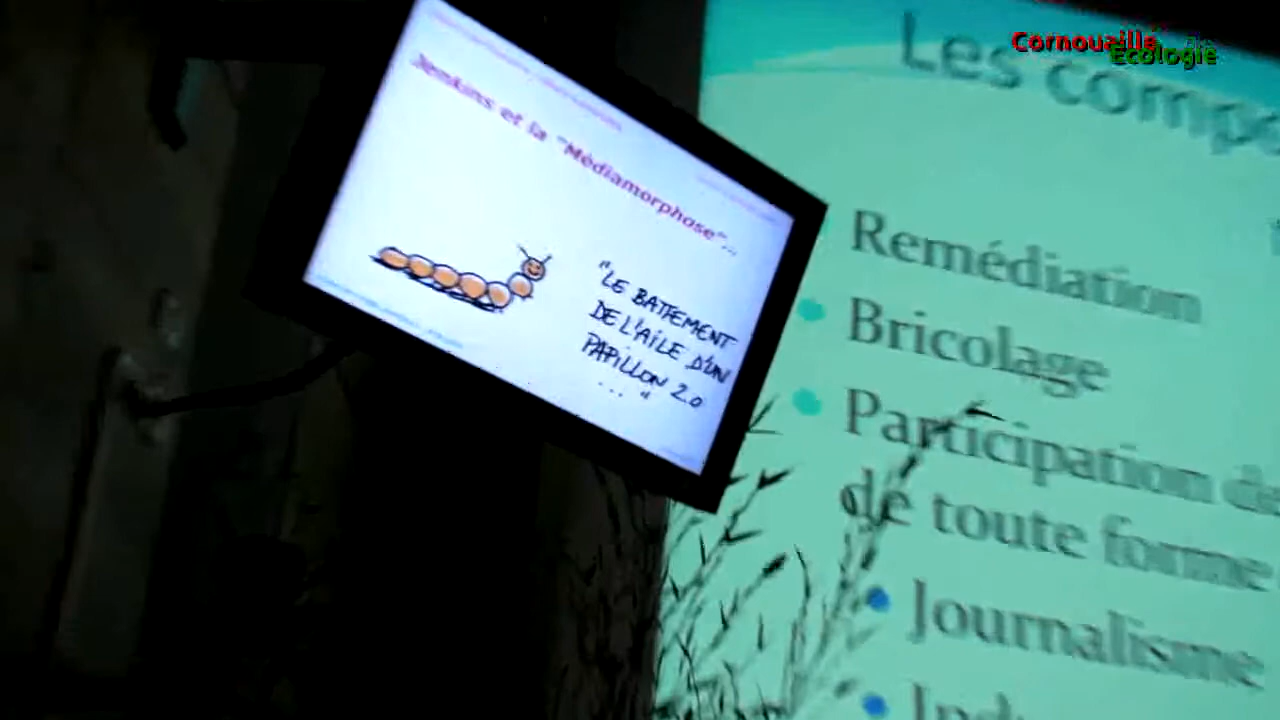 Jenkins et la "Médiamorphose"...
"LE BATTEMENT
DE L'AILE D'UN
PAPILLON 2.0
... "
Cornouaille
Ecologie
Les compé
Remédiation
Bricolage
Participation
de toute forme
Journalisme